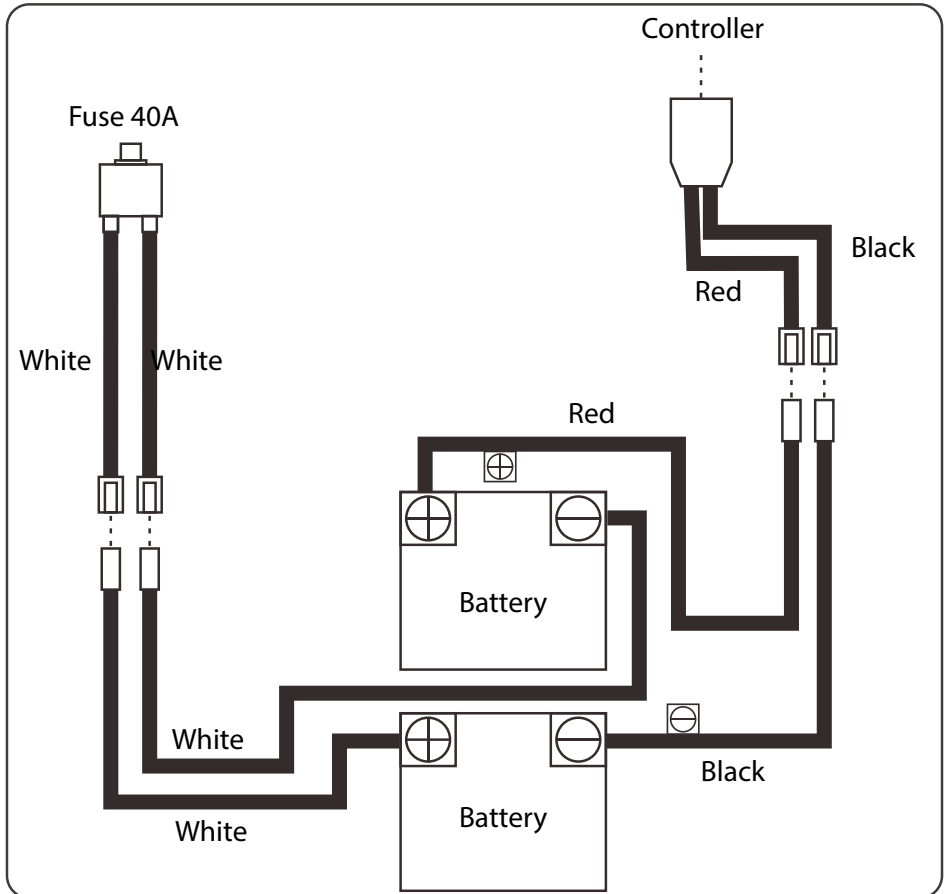 Controller
Fuse 40A
Black
Red
White
White
Red
Battery
White
Black
Battery
White